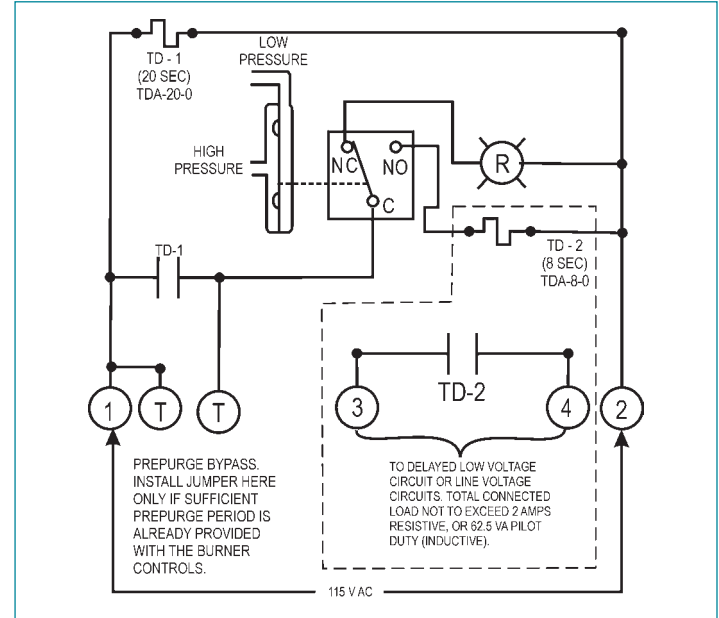 TD - 1
(20 SEC)
TDA-20-0
LOW
PRESSURE
HIGH
PRESSURE
NC
NO
C
R
TD - 2
(8 SEC)
TDA-8-0
TD-1
TD-2
1
T
T
3
4
2
PREPURGE BYPASS.
INSTALL JUMPER HERE
ONLY IF SUFFICIENT
PREPURGE PERIOD IS
ALREADY PROVIDED
WITH THE BURNER
CONTROLS.
TO DELAYED LOW VOLTAGE
CIRCUIT OR LINE VOLTAGE
CIRCUITS. TOTAL CONNECTED
LOAD NOT TO EXCEED 2 AMPS
RESISTIVE, OR 62.5 VA PILOT
DUTY (INDUCTIVE).
115 V AC